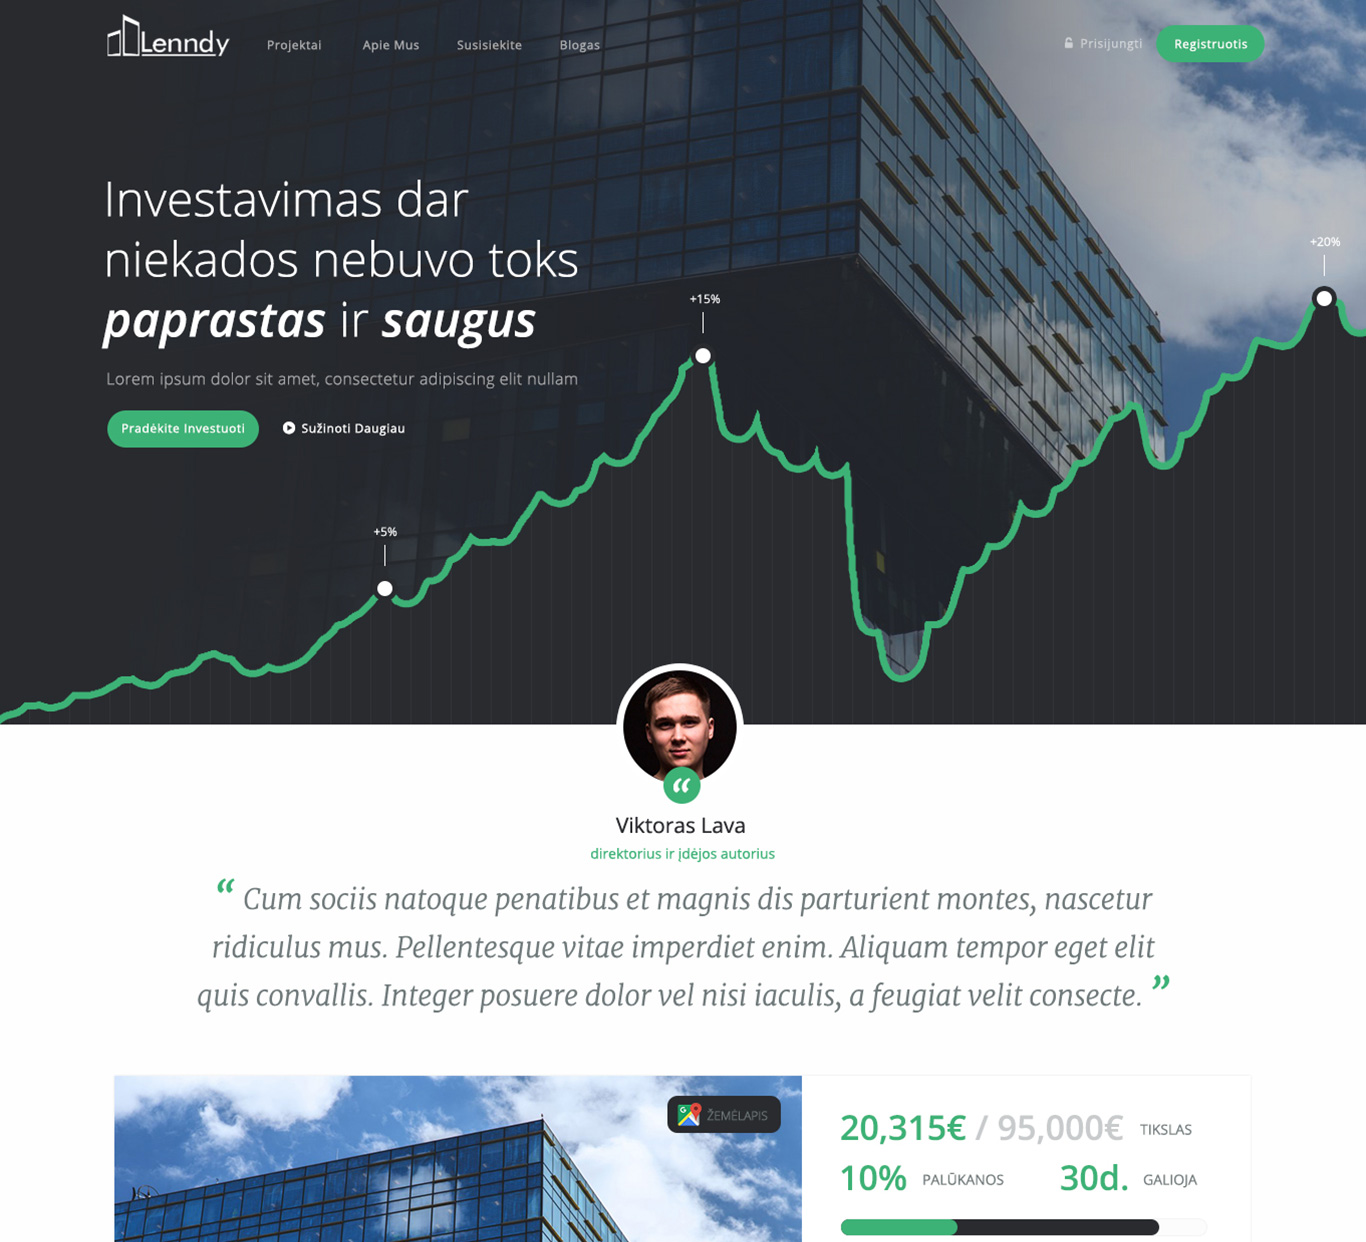 Lenndy
Projektai
Apie Mus
Susisiekite
Blogas
Prisijungti
Registruotis
Investavimas dar
niekados nebuvo toks
paprastas ir saugus
Lorem ipsum dolor sit amet, consectetur adipiscing elit nullam
Pradėkite Investuoti
Sužinoti Daugiau
+5%
+15%
+20%
Viktoras Lava
direktorius ir įdėjos autorius
“ Cum sociis natoque penatibus et magnis dis parturient montes, nascetur
ridiculus mus. Pellentesque vitae imperdiet enim. Aliquam tempor eget elit
quis convallis. Integer posuere dolor vel nisi iaculis, a feugiat velit consecte. ”
ŽEMĖLAPIS
20,315€ / 95,000€ TIKSLAS
10% PALŪKANOS 30d. GALIOJA